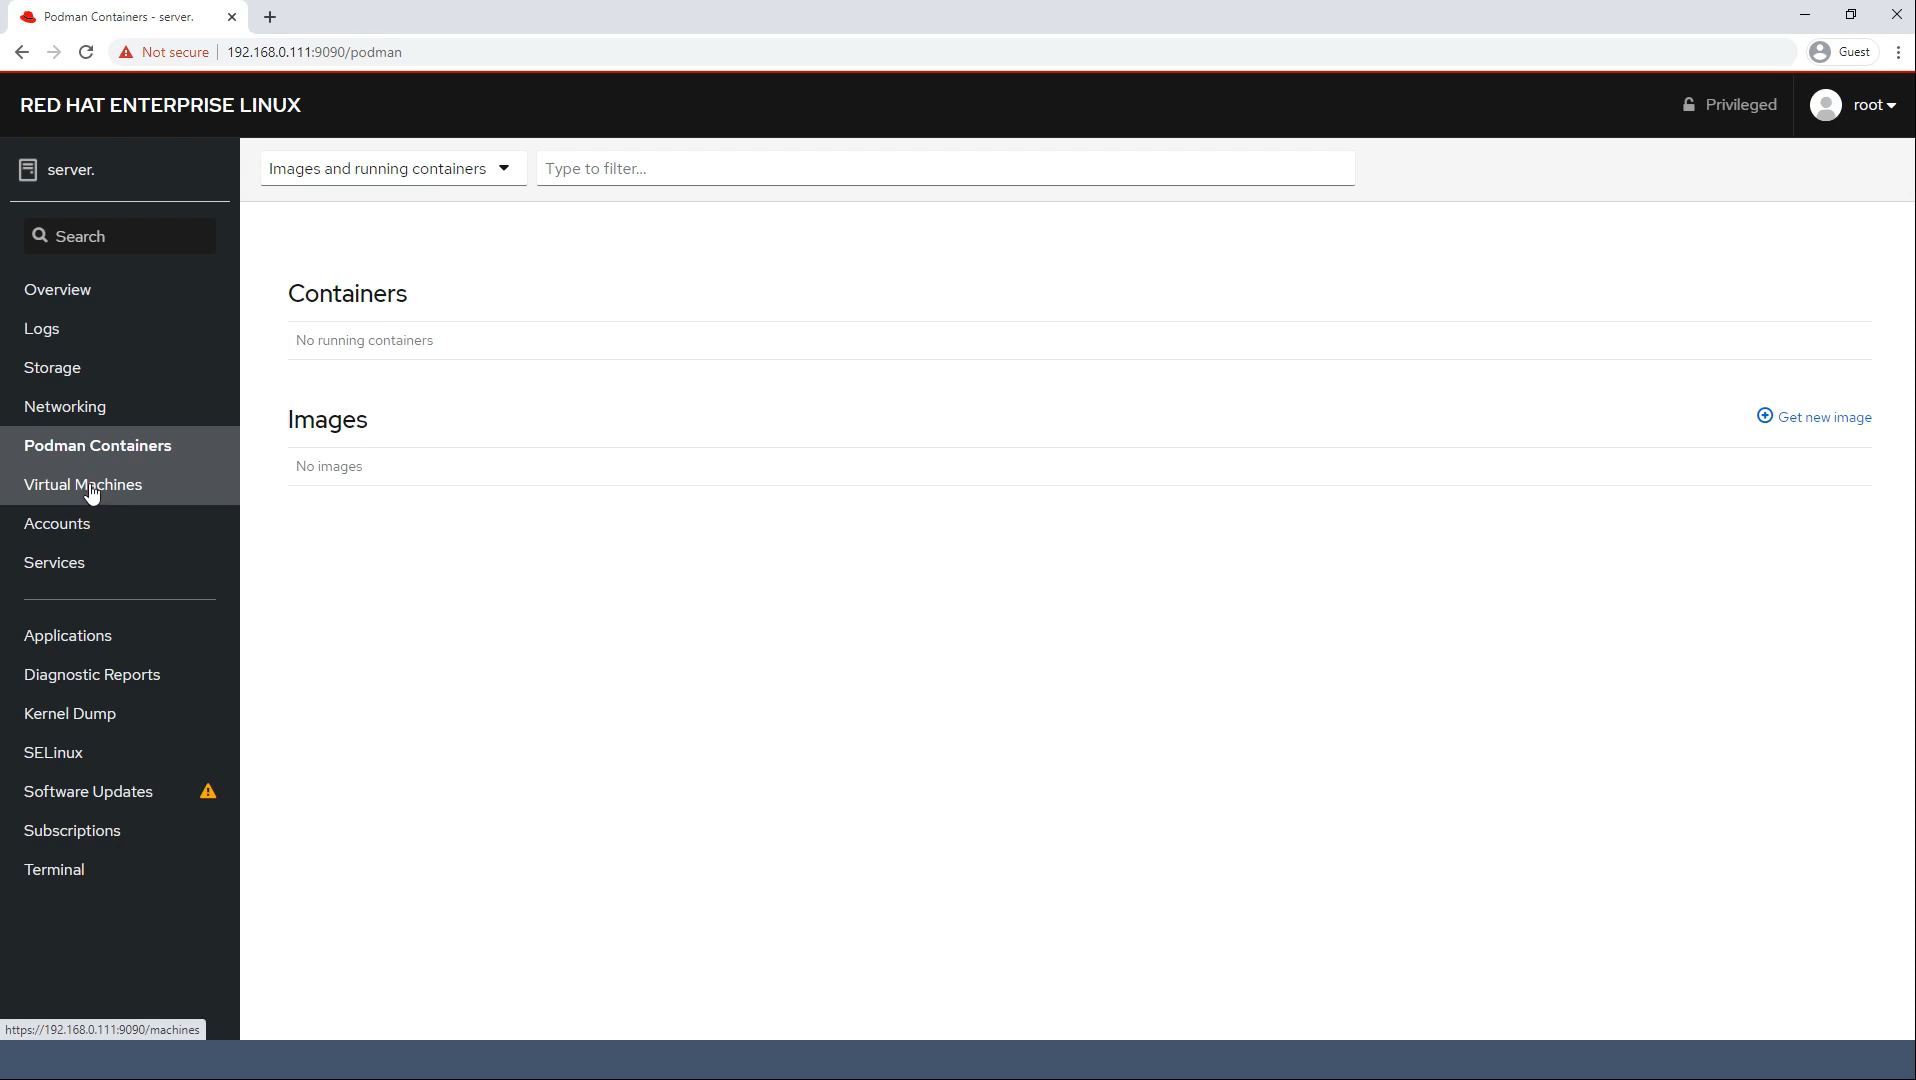 Podman Containers - server.
Not secure
192.168.0.111:9090/podman
Guest
RED HAT ENTERPRISE LINUX
Privileged
root
server.
Images and running containers
Type to filter...
Search
Overview
Logs
Storage
Networking
Podman Containers
Virtual Machines
Accounts
Services
Applications
Diagnostic Reports
Kernel Dump
SELinux
Software Updates
Subscriptions
Terminal
Containers
No running containers
Images
Get new image
No images
https://192.168.0.111:9090/machines